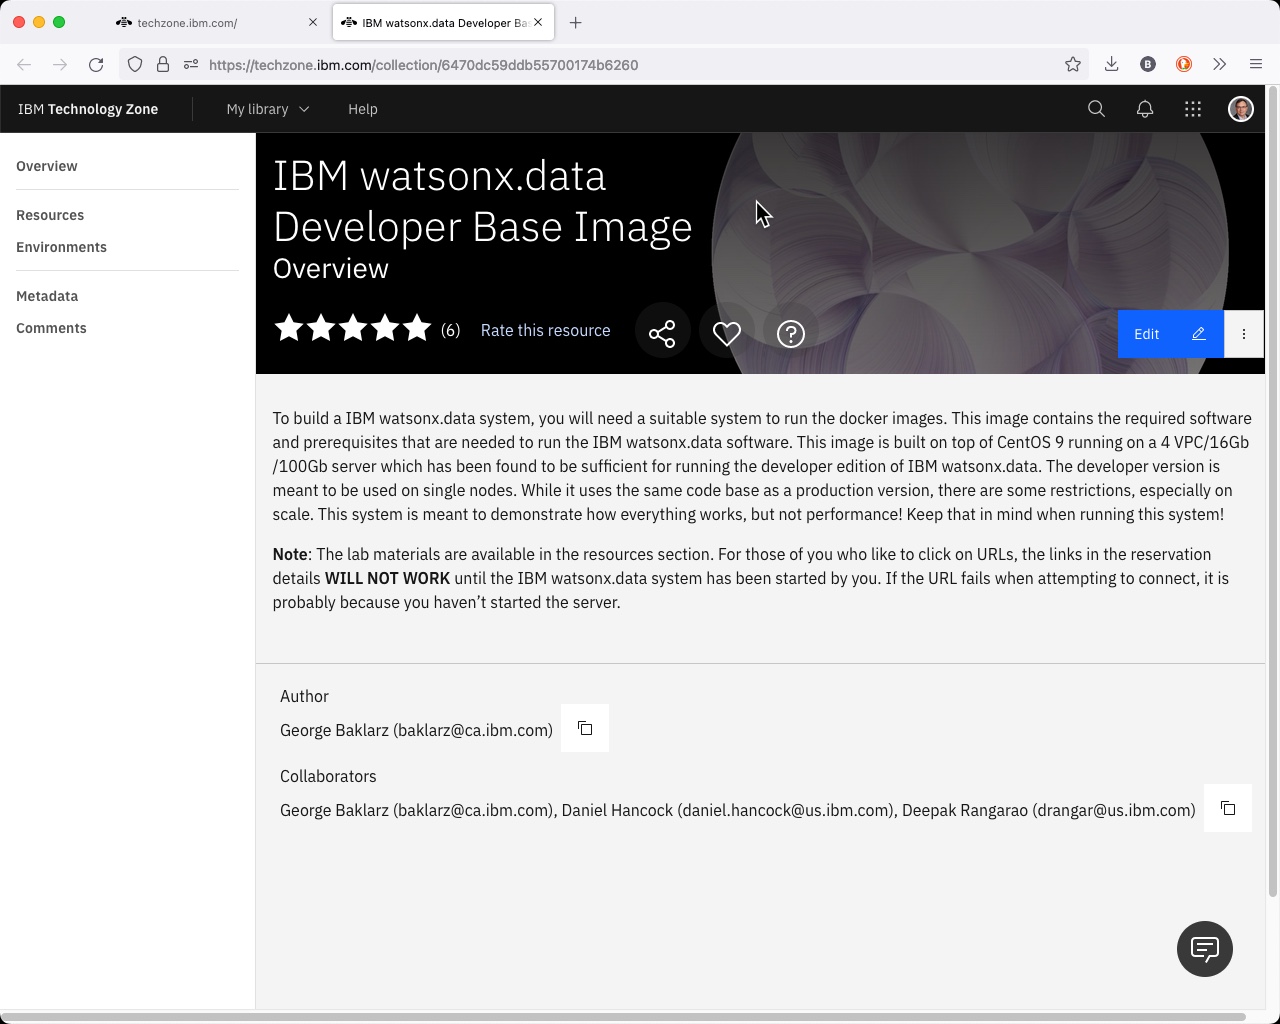 techzone.ibm.com/
IBM watsonx.data Developer Ba
https://techzone.ibm.com/collection/6470dc59ddb55700174b6260
B
IBM Technology Zone
My library
Help
Overview
Resources
Environments
Metadata
Comments
IBM watsonx.data
Developer Base Image
Overview
(6)
Rate this resource
Edit
To build a IBM watsonx.data system, you will need a suitable system to run the docker images. This image contains the required software
and prerequisites that are needed to run the IBM watsonx.data software. This image is built on top of CentOS 9 running on a 4 VPC/16Gb
/100Gb server which has been found to be sufficient for running the developer edition of IBM watsonx.data. The developer version is
meant to be used on single nodes. While it uses the same code base as a production version, there are some restrictions, especially on
scale. This system is meant to demonstrate how everything works, but not performance! Keep that in mind when running this system!
Note: The lab materials are available in the resources section. For those of you who like to click on URLs, the links in the reservation
details WILL NOT WORK until the IBM watsonx.data system has been started by you. If the URL fails when attempting to connect, it is
probably because you haven’t started the server.
Author
George Baklarz (baklarz@ca.ibm.com)
Collaborators
George Baklarz (baklarz@ca.ibm.com), Daniel Hancock (daniel.hancock@us.ibm.com), Deepak Rangarao (drangar@us.ibm.com)